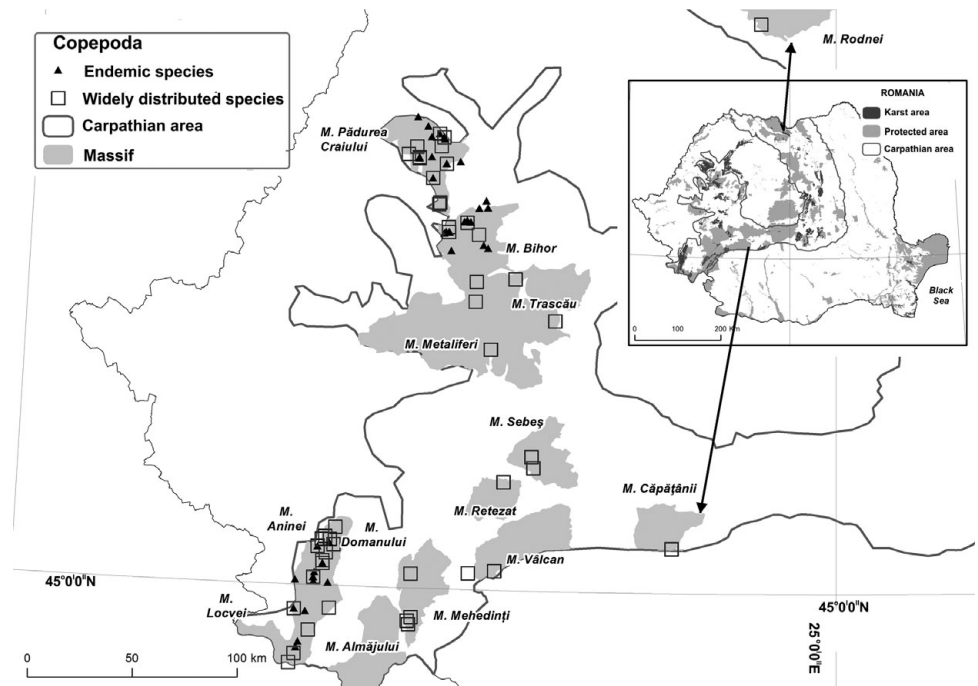 Copepoda
Endemic species
Widely distributed species
Carpathian area
Massif
M. Rodnei
ROMANIA
Karst area
Protected area
Carpathian area
Black
Sea
0 100 200 Km
M. Pădurea
Craiului
M. Bihor
M. Trascău
M. Metaliferi
M. Sebeș
M. Căpățânii
M. Retezat
M. Aninei
M. Domanului
M. Vâlcan
45°0'0"N
45°0'0"N
M. Locvei
M. Mehedinți
M. Almăjului
25°0'0"E
0 50 100 km